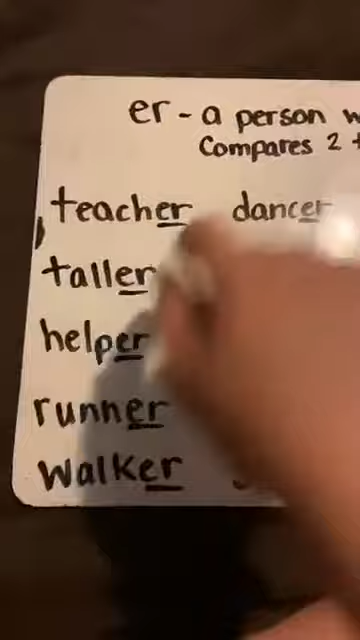 er - a person
Compares 2
teacher dancer
taller
helper
runner
walker